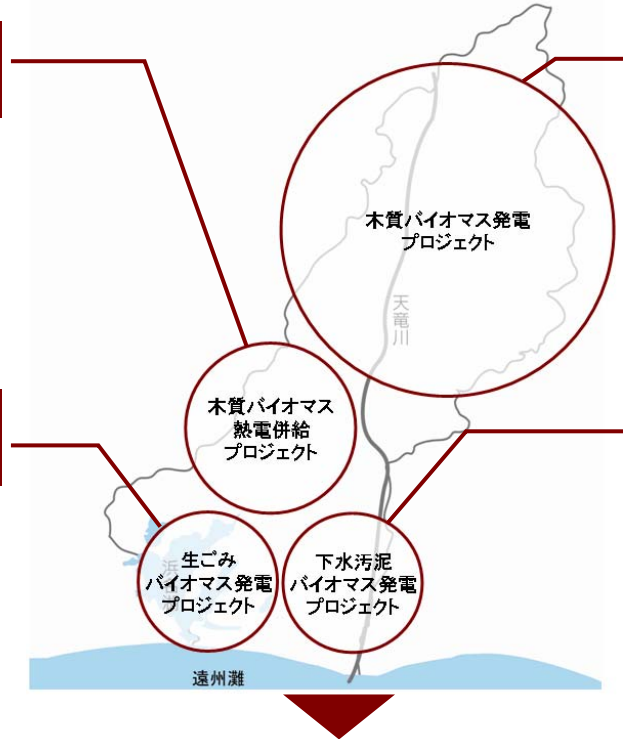 木質バイオマス発電
プロジェクト
天竜川
木質バイオマス
熱電併給
プロジェクト
生ごみ
バイオマス発電
プロジェクト
下水汚泥
バイオマス発電
プロジェクト
遠州灘